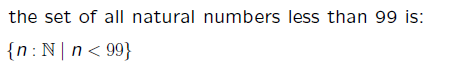 the set of all natural numbers less than 99 is:
{n : ℕ | n < 99}